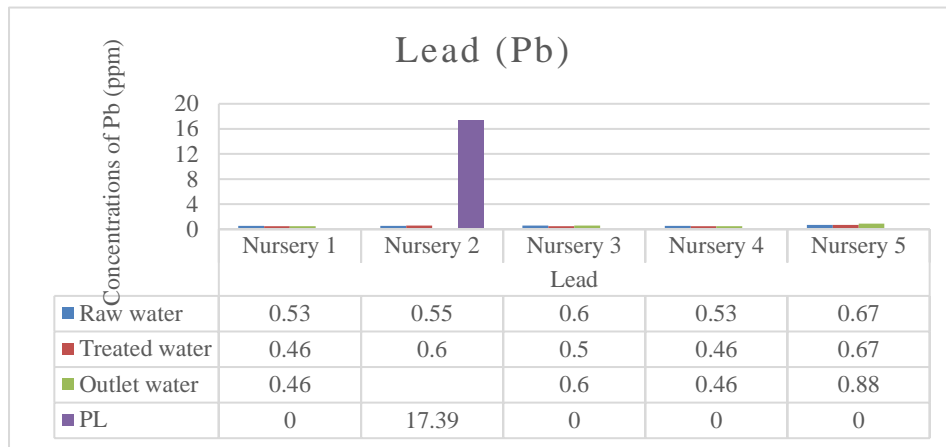 Lead (Pb)
Concentrations of Pb (ppm)
20
16
12
8
4
0
Nursery 1 Nursery 2 Nursery 3 Nursery 4 Nursery 5
Lead
Raw water 0.53 0.55 0.6 0.53 0.67
Treated water 0.46 0.6 0.5 0.46 0.67
Outlet water 0.46 0.6 0.46 0.88
PL 0 17.39 0 0 0